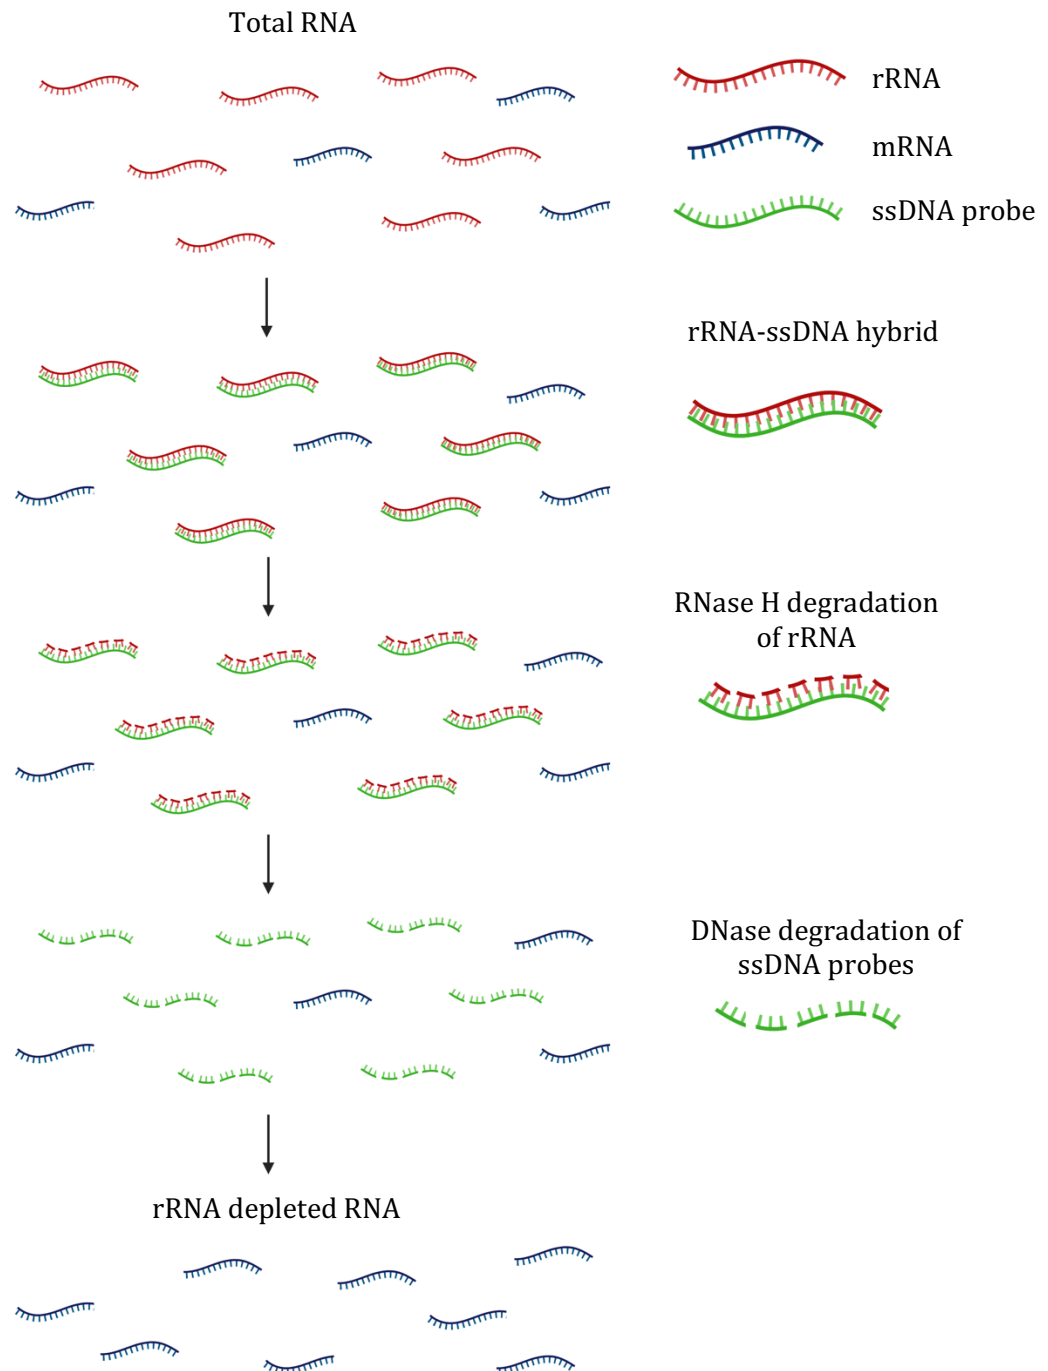 Total RNA
rRNA
mRNA
ssDNA probe
rRNA-ssDNA hybrid
RNase H degradation
of rRNA
DNase degradation of
ssDNA probes
rRNA depleted RNA